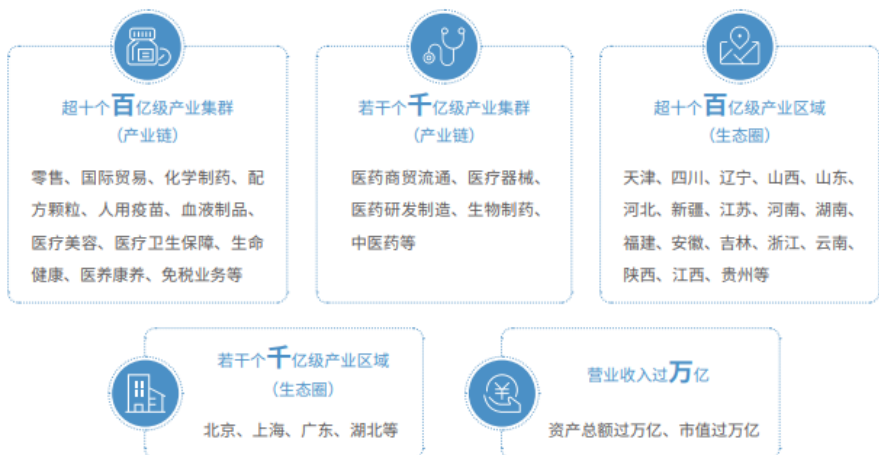 超十个百亿级产业集群
（产业链）
零售、国际贸易、化学制药、配
方颗粒、人用疫苗、血液制品、
医疗美容、医疗卫生保障、生命
健康、医养康养、免税业务等
若干个千亿级产业集群
（产业链）
医药商贸流通、医疗器械、
医药研发制造、生物制药、
中医药等
超十个百亿级产业区域
（生态圈）
天津、四川、辽宁、山西、山东、
河北、新疆、江苏、河南、湖南、
福建、安徽、吉林、浙江、云南、
陕西、江西、贵州等
若干个千亿级产业区域
（生态圈）
北京、上海、广东、湖北等
营业收入过万亿
资产总额过万亿、市值过万亿